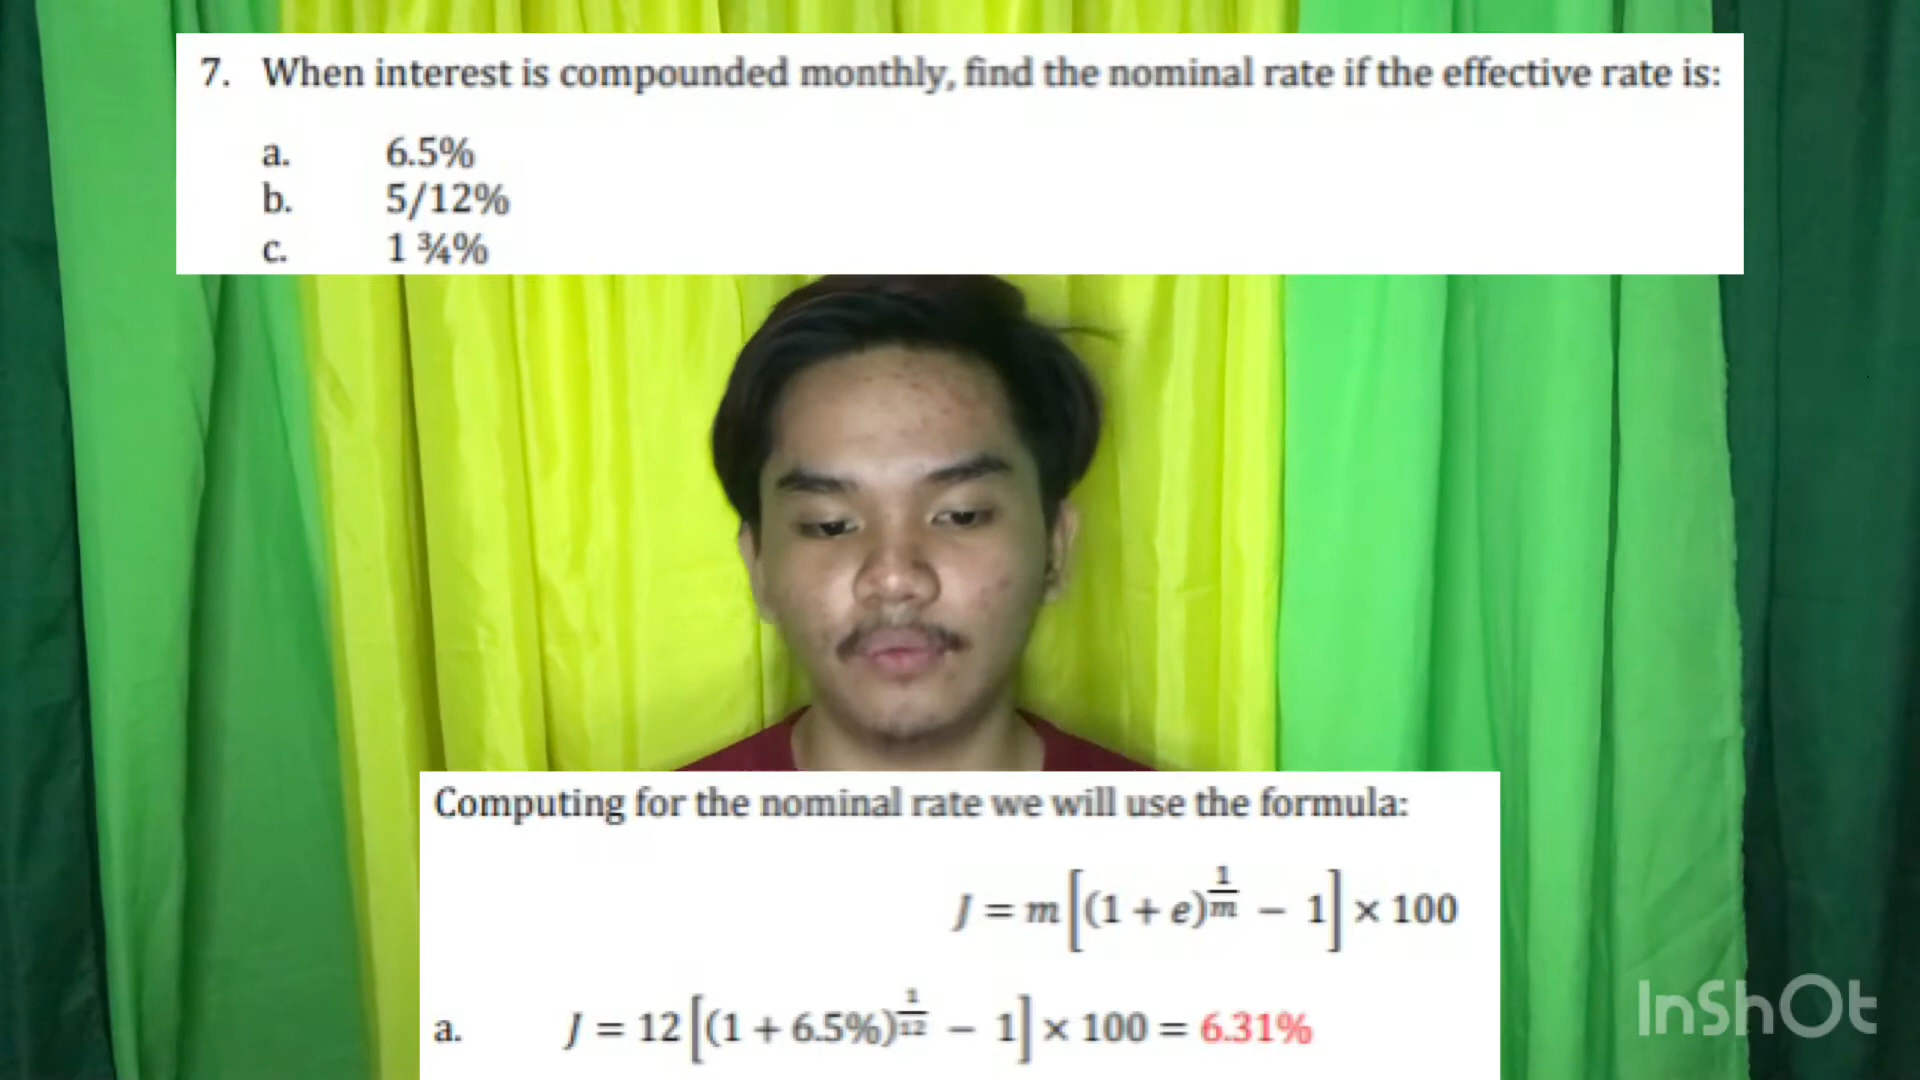 7. When interest is compounded monthly, find the nominal rate if the effective rate is:
a. 6.5%
b. 5/12%
c. 1 ¾%
Computing for the nominal rate we will use the formula:
J = m[(1 + e)^(1/m) − 1] × 100
a. J = 12[(1 + 6.5%)^(1/12) − 1] × 100 = 6.31%
InShOt